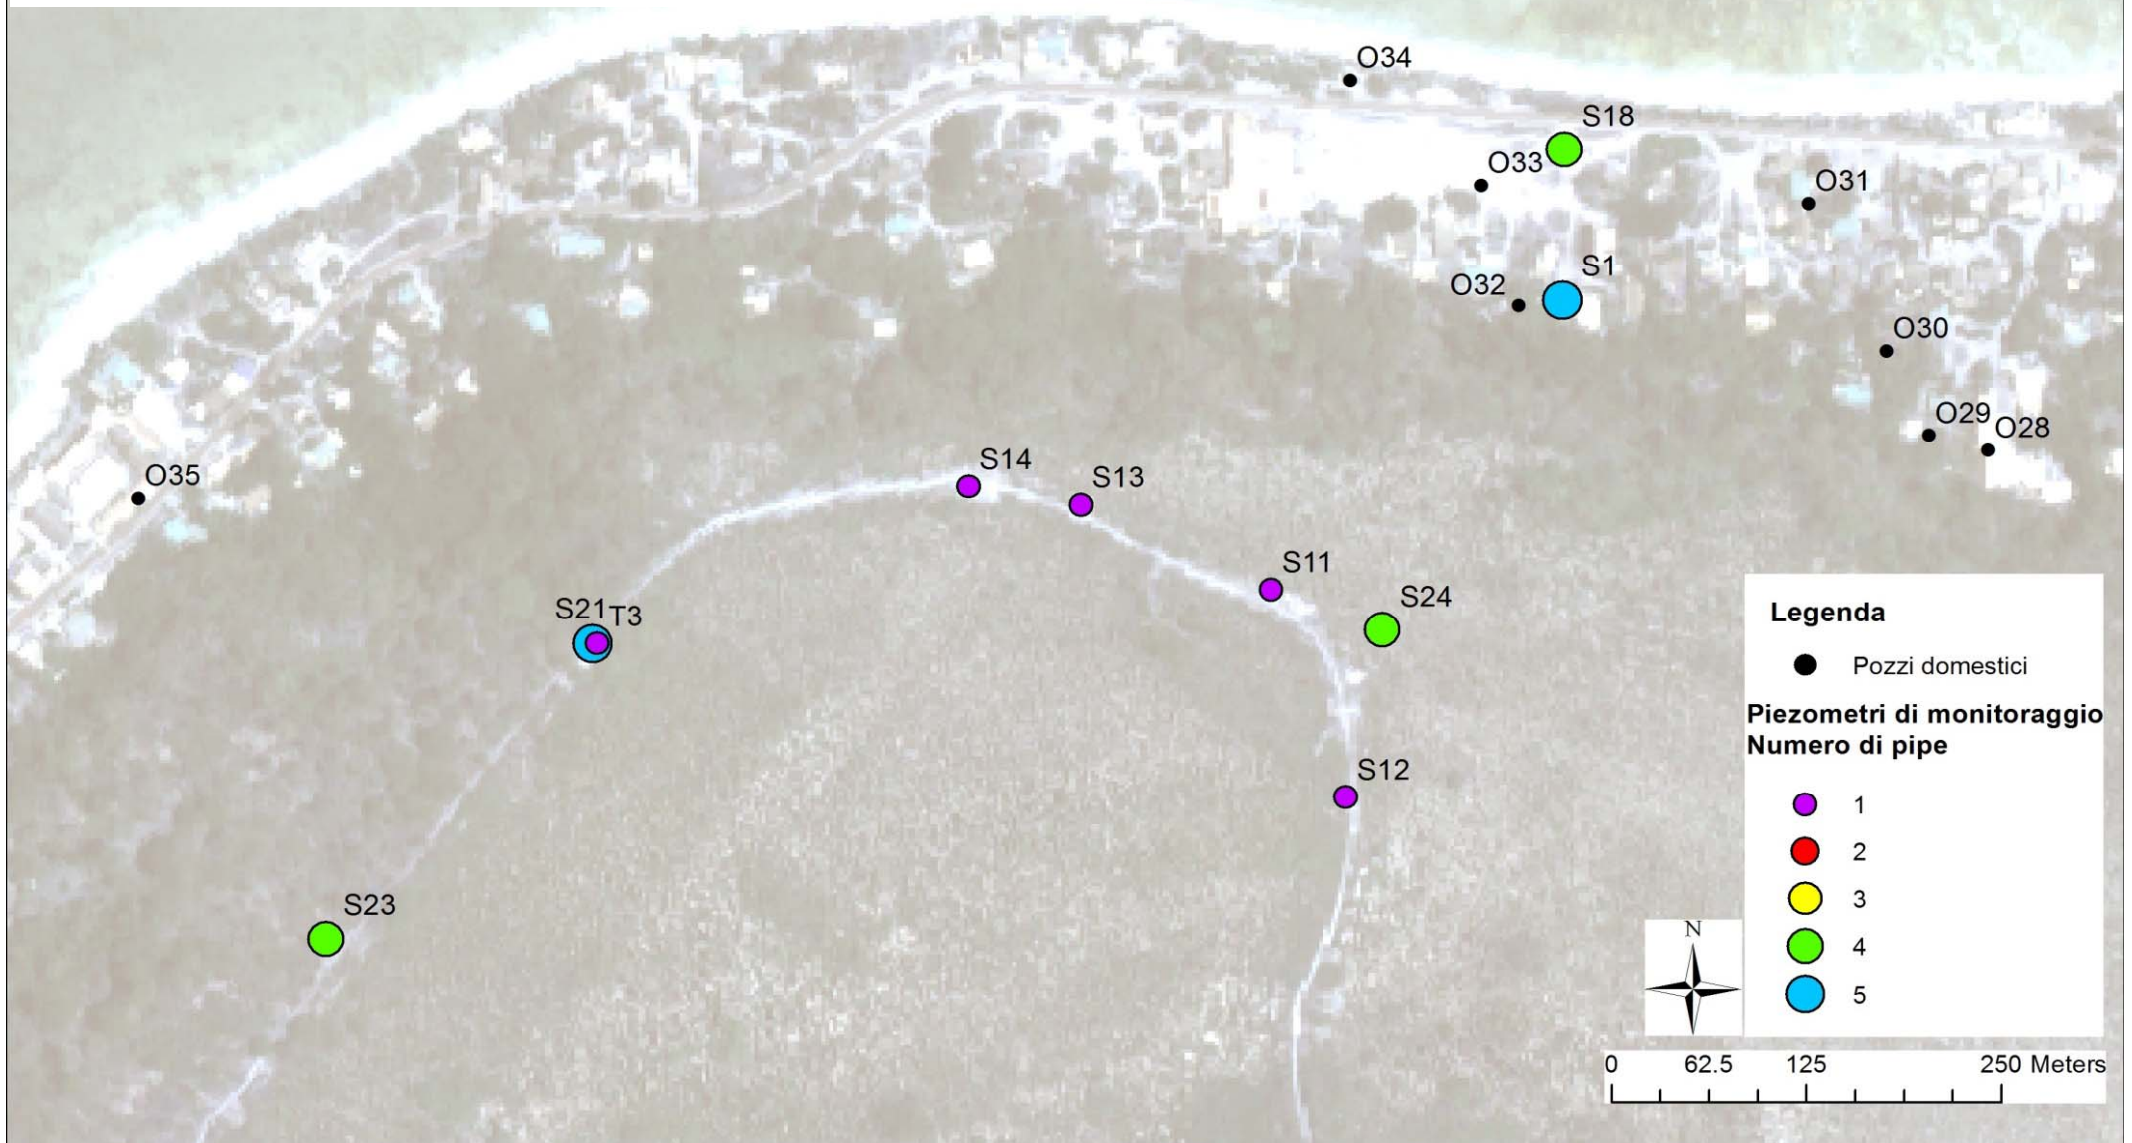 O34
S18
O33
O31
S1
O32
O30
O29
O28
S14
S13
O35
S11
S24
S21
T3
S12
S23
Legenda
Pozzi domestici
Piezometri di monitoraggio
Numero di pipe
1
2
3
4
5
N
0 62.5 125 250 Meters